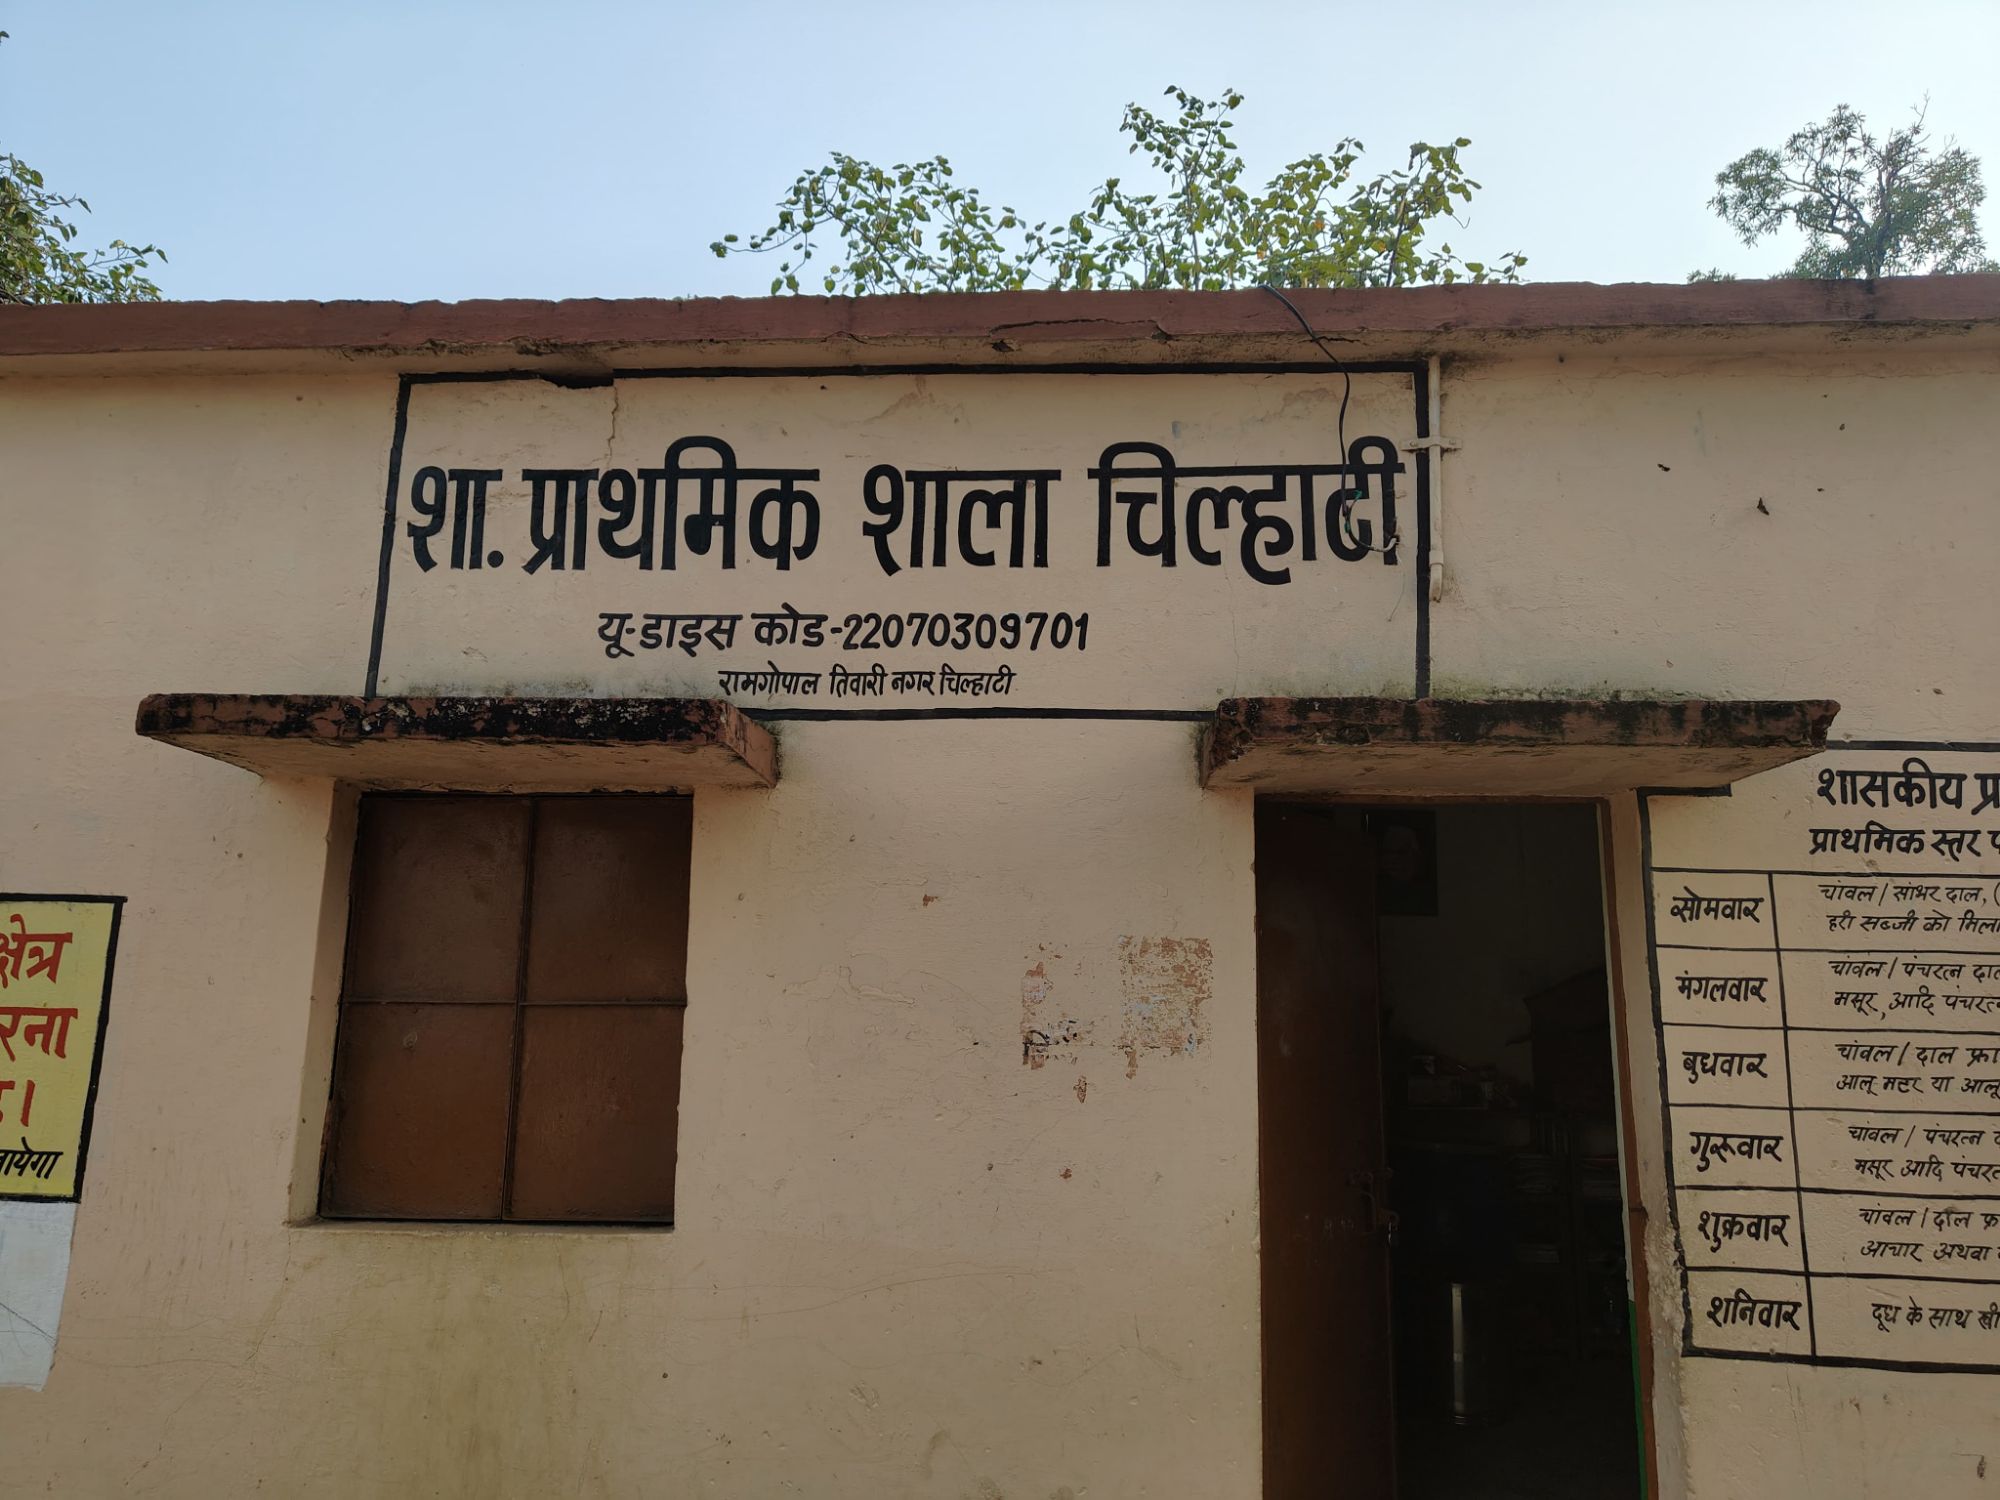 शा. प्राथमिक शाला चिल्हाटी
यू-डाइस कोड-22070309701
रामगोपाल तिवारी नगर चिल्हाटी
क्षेत्र
रना
येगा
शासकीय प्र
प्राथमिक स्तर
सोमवार
चांवल / सांभर दाल, (
हरी सब्जी को मिला
मंगलवार
चांवल / पंचरत्न दाल
मसूर, आदि पंचरत्न
बुधवार
चांवल / दाल फ्रा
आलू मटर या आलू
गुरूवार
चांवल / पंचरत्न
मसूर आदि पंचरत्न
शुक्रवार
चांवल / दाल फ्र
आचार अथवा
शनिवार
दूध के साथ खी